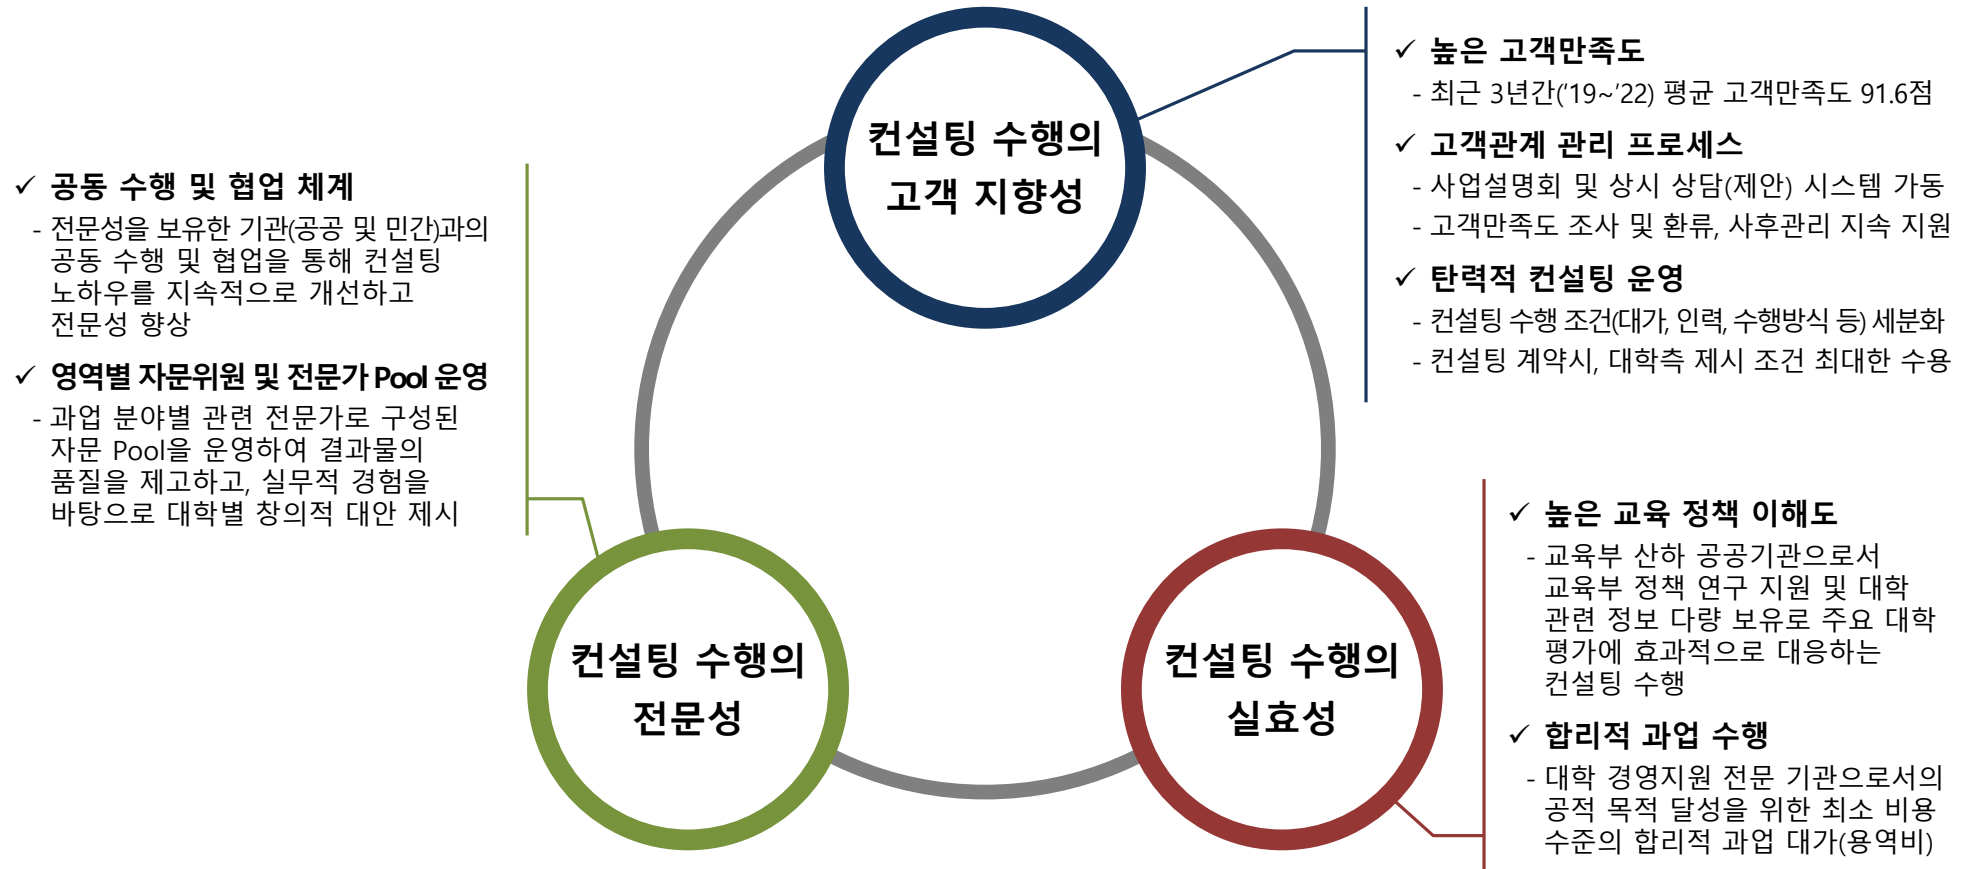 컨설팅 수행의
고객 지향성
✓ 높은 고객만족도
- 최근 3년간('19~'22) 평균 고객만족도 91.6점
✓ 고객관계 관리 프로세스
- 사업설명회 및 상시 상담(제안) 시스템 가동
- 고객만족도 조사 및 환류, 사후관리 지속 지원
✓ 탄력적 컨설팅 운영
- 컨설팅 수행 조건(대가, 인력, 수행방식 등) 세분화
- 컨설팅 계약시, 대학측 제시 조건 최대한 수용
✓ 공동 수행 및 협업 체계
- 전문성을 보유한 기관(공공 및 민간)과의
공동 수행 및 협업을 통해 컨설팅
노하우를 지속적으로 개선하고
전문성 향상
✓ 영역별 자문위원 및 전문가 Pool 운영
- 과업 분야별 관련 전문가로 구성된
자문 Pool을 운영하여 결과물의
품질을 제고하고, 실무적 경험을
바탕으로 대학별 창의적 대안 제시
컨설팅 수행의
전문성
컨설팅 수행의
실효성
✓ 높은 교육 정책 이해도
- 교육부 산하 공공기관으로서
교육부 정책 연구 지원 및 대학
관련 정보 다량 보유로 주요 대학
평가에 효과적으로 대응하는
컨설팅 수행
✓ 합리적 과업 수행
- 대학 경영지원 전문 기관으로서의
공적 목적 달성을 위한 최소 비용
수준의 합리적 과업 대가(용역비)